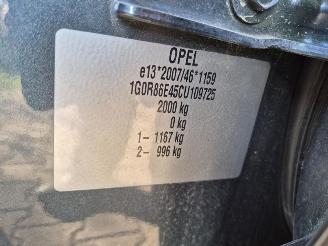 OPEL
e13*2007/46*1159
1G0R86E45CU109725
2000 kg
0 kg
1- 1167 kg
2- 996 kg